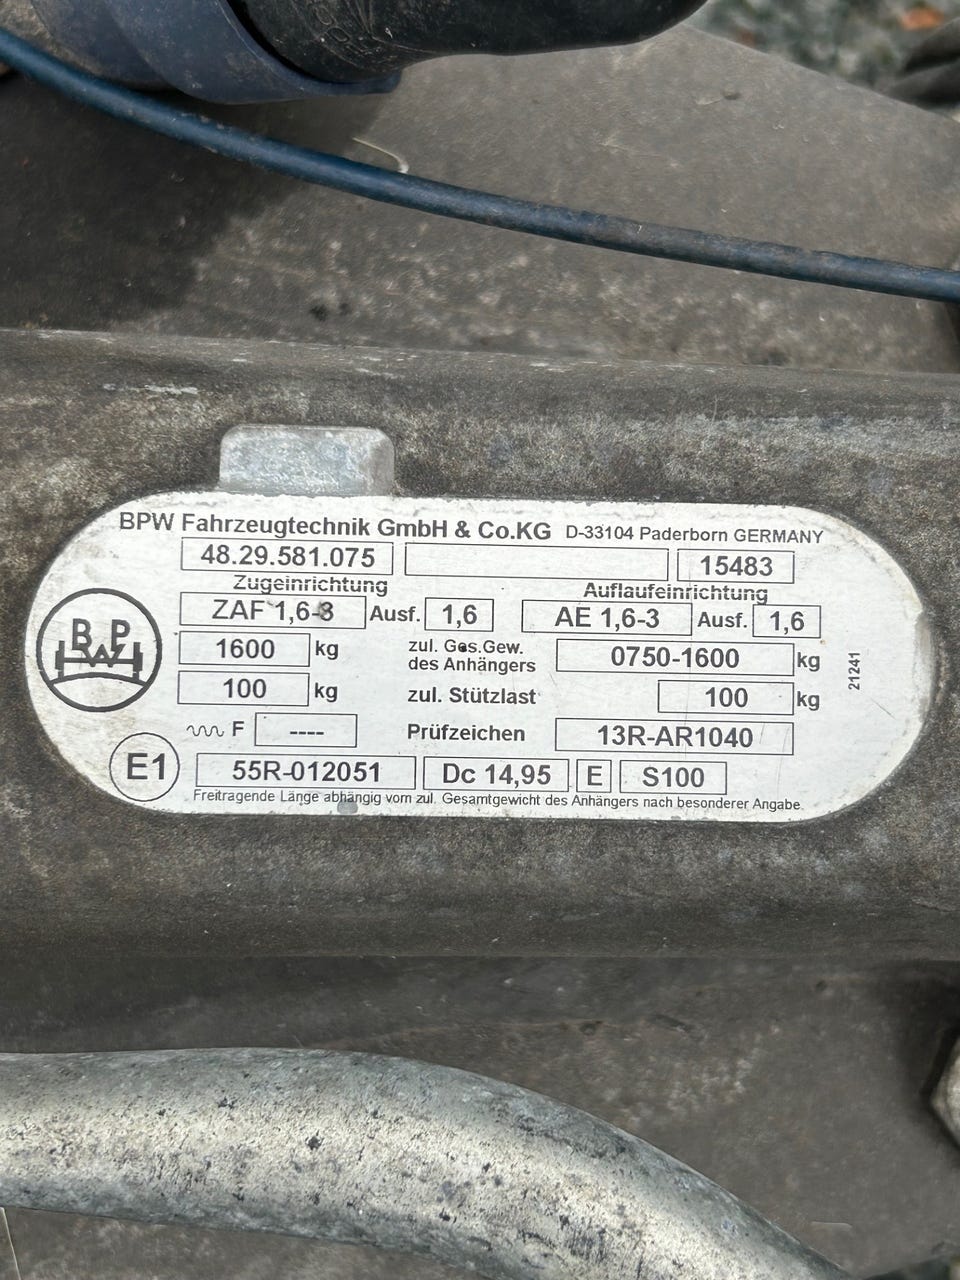 BPW Fahrzeugtechnik GmbH & Co.KG D-33104 Paderborn GERMANY
48.29.581.075 15483
Zugeinrichtung Auflaufeinrichtung
ZAF 1,6-3 Ausf. 1,6 AE 1,6-3 Ausf. 1,6
BPW
1600 kg zul. Ges.Gew. des Anhängers 0750-1600 kg
21241
100 kg zul. Stützlast 100 kg
F ---- Prüfzeichen 13R-AR1040
E1 55R-012051 Dc 14,95 E S100
Freitragende Länge abhängig vom zul. Gesamtgewicht des Anhängers nach besonderer Angabe.